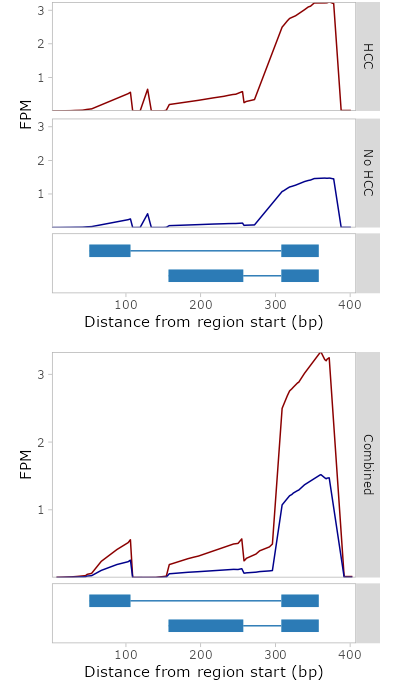 3
2
1
HCC
FPM
3
2
1
No HCC
100
200
300
400
Distance from region start (bp)
3
2
1
FPM
Combined
100
200
300
400
Distance from region start (bp)